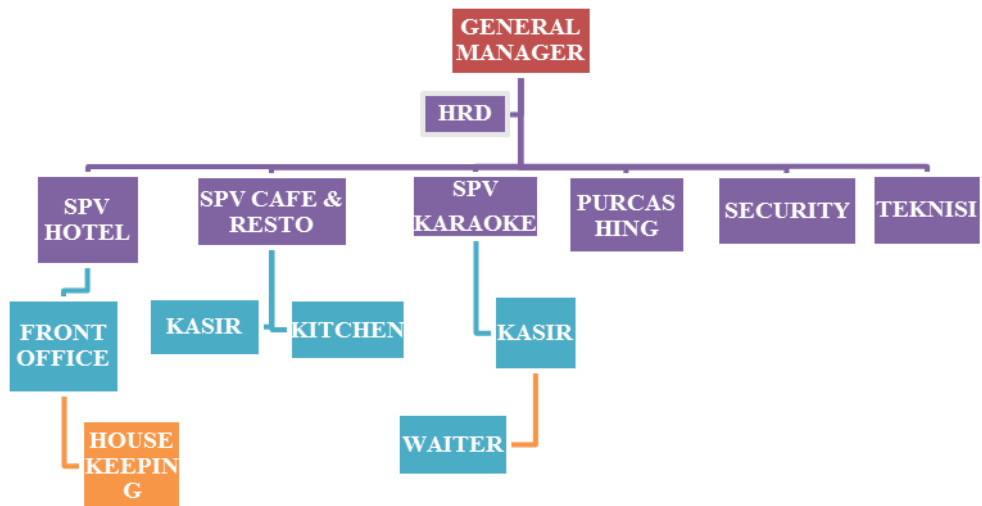 GENERAL
MANAGER
HRD
SPV
HOTEL
SPV CAFE &
RESTO
SPV
KARAOKE
PURCAS
HING
SECURITY
TEKNISI
FRONT
OFFICE
KASIR
KITCHEN
KASIR
HOUSE
KEEPIN
G
WAITER